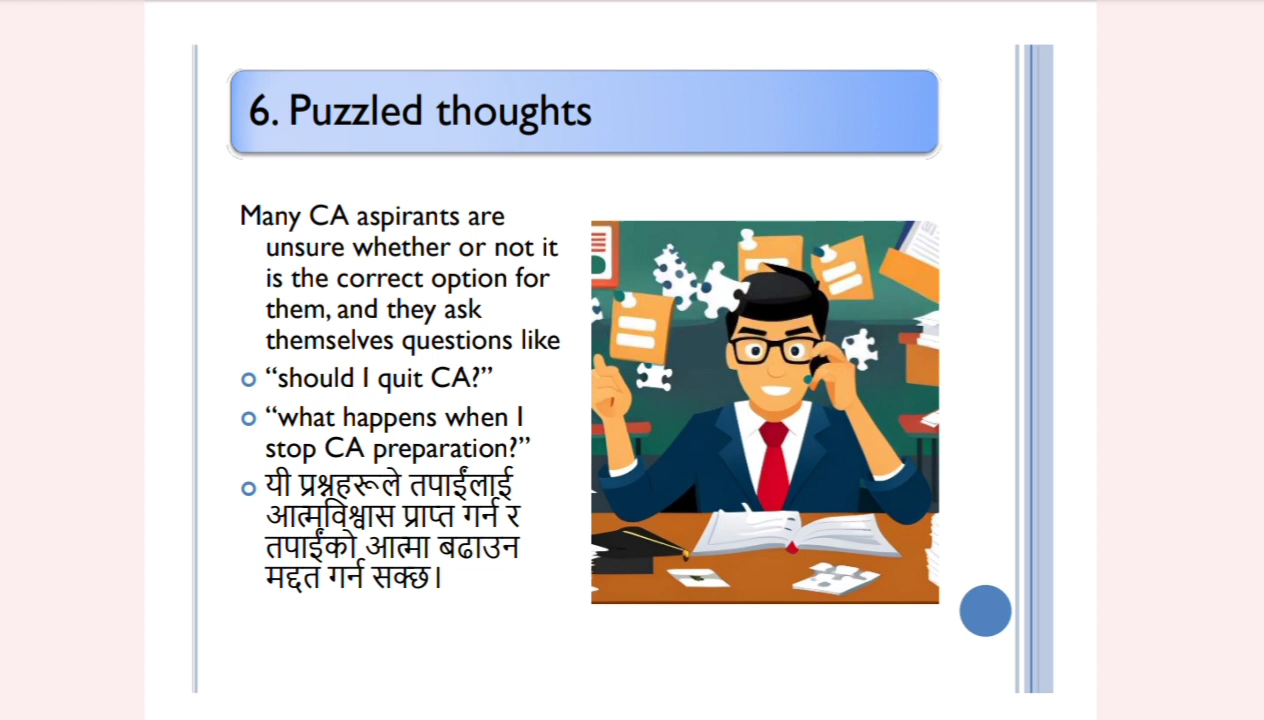 6. Puzzled thoughts
Many CA aspirants are
unsure whether or not it
is the correct option for
them, and they ask
themselves questions like
“should I quit CA?”
“what happens when I
stop CA preparation?”
यी प्रश्नहरूले तपाईंलाई
आत्मविश्वास प्राप्त गर्न र
तपाईंको आत्मा बढाउन
मद्दत गर्न सक्छ।